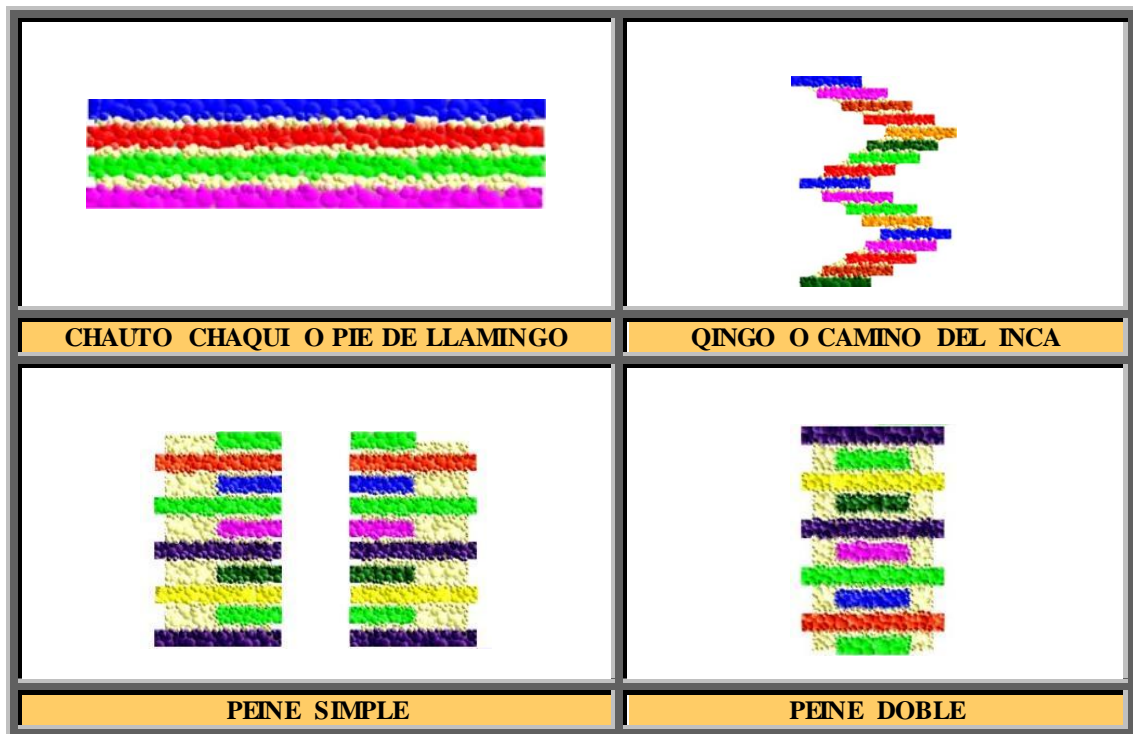 CHAUTO CHAQUI O PIE DE LLAMINGO
QINGO O CAMINO DEL INCA
PEINE SIMPLE
PEINE DOBLE